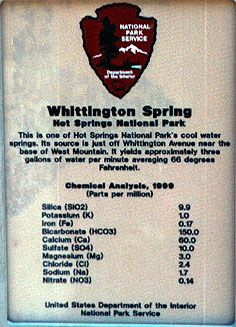 NATIONAL
PARK
SERVICE
Department
of the Interior
Whittington Spring
Hot Springs National Park
This is one of Hot Springs National Park's cool water
springs. Its source is just off Whittington Avenue near the
base of West Mountain. It yields approximately three
gallons of water per minute averaging 66 degrees
Fahrenheit.
Chemical Analysis, 1999
(Parts per million)
Silica (SiO2) 9.9
Potassium (K) 1.0
Iron (Fe) 0.17
Bicarbonate (HCO3) 150.0
Calcium (Ca) 60.0
Sulfate (SO4) 10.0
Magnesium (Mg) 3.0
Chloride (Cl) 2.4
Sodium (Na) 1.7
Nitrate (NO3) 0.14
United States Department of the Interior
National Park Service